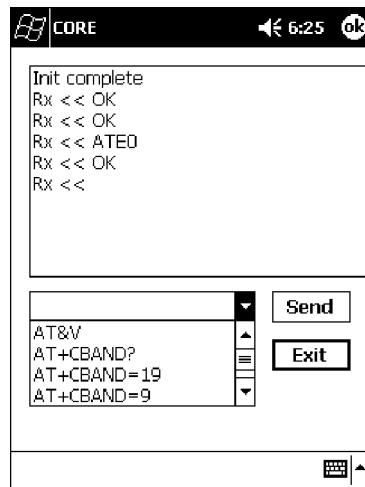 CORE 6:25 ok
Init complete
Rx << OK
Rx << OK
Rx << ATE0
Rx << OK
Rx <<
Send
AT&V
AT+CBAND?
AT+CBAND=19
AT+CBAND=9
Exit